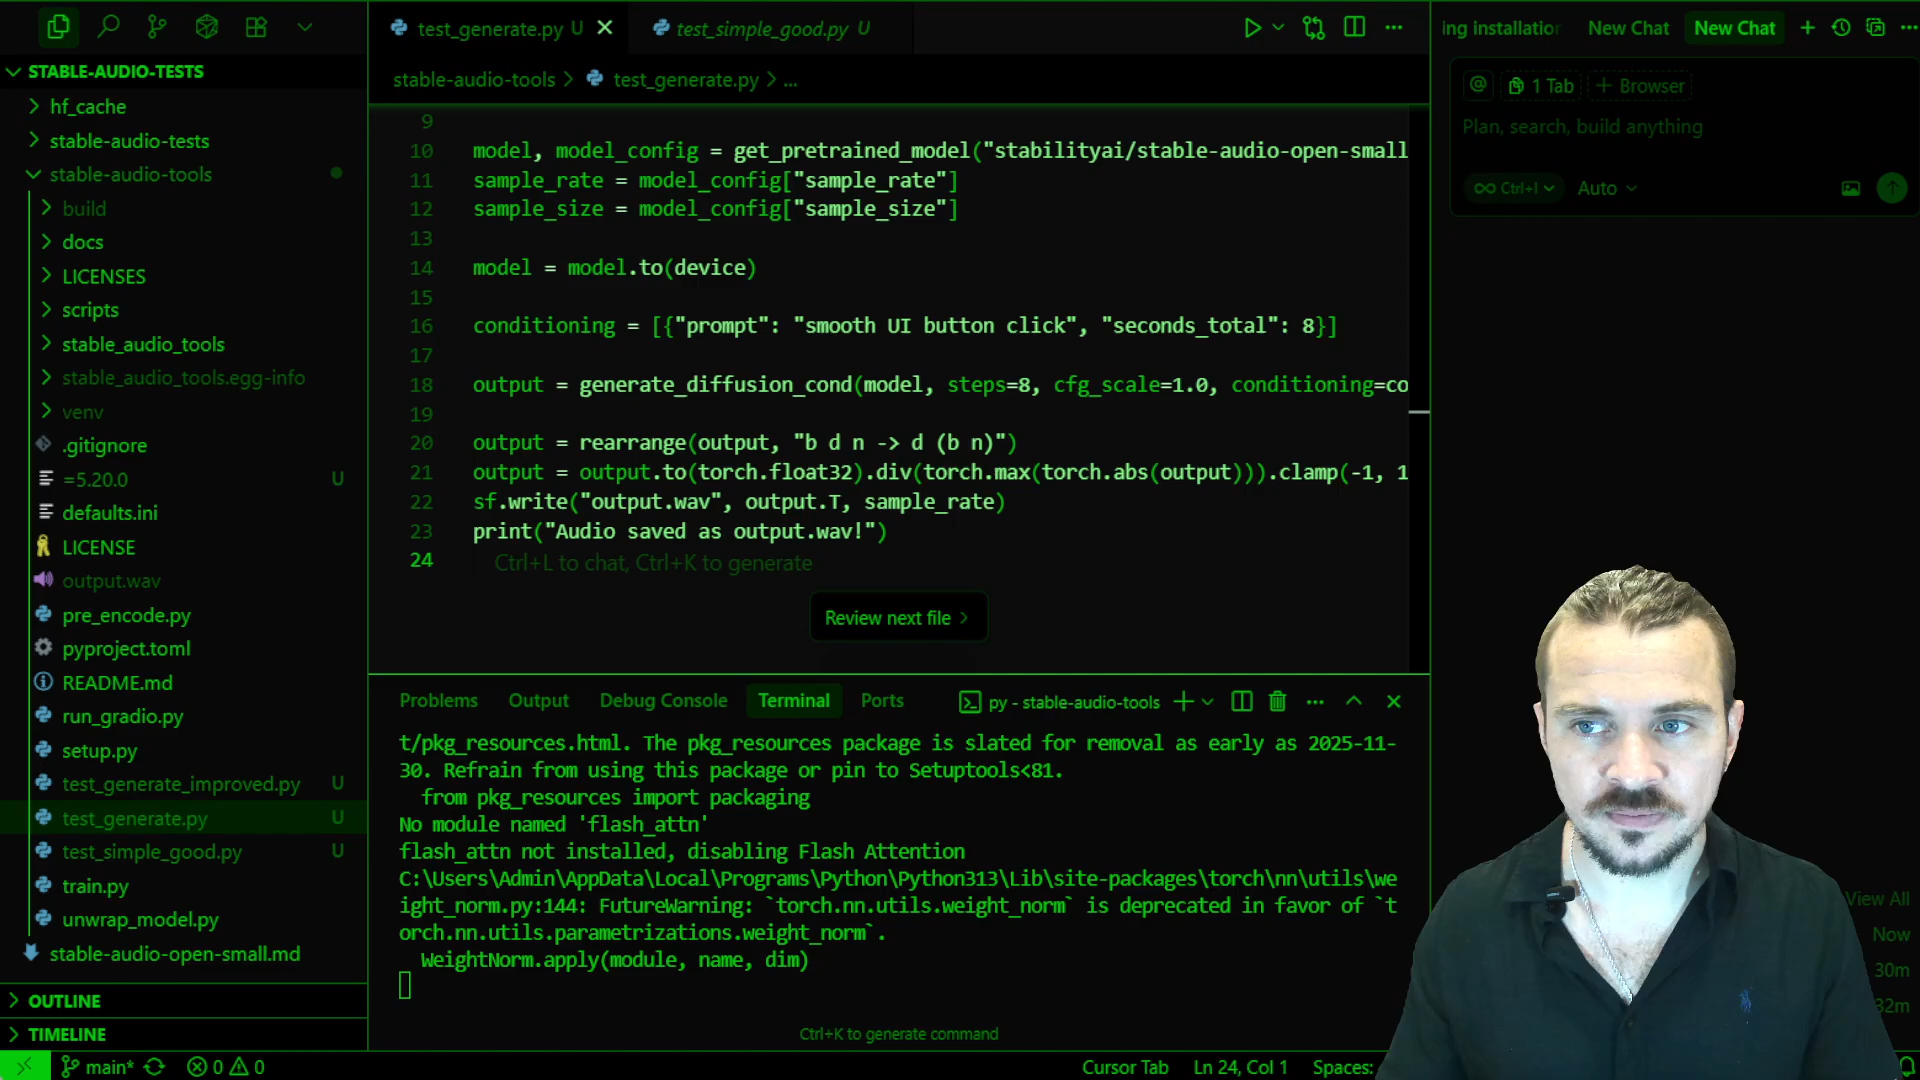 STABLE-AUDIO-TESTS
hf_cache
stable-audio-tests
stable-audio-tools
build
docs
LICENSES
scripts
stable_audio_tools
stable_audio_tools.egg-info
venv
.gitignore
=5.20.0 U
defaults.ini
LICENSE
output.wav
pre_encode.py
pyproject.toml
README.md
run_gradio.py
setup.py
test_generate_improved.py U
test_generate.py U
test_simple_good.py U
train.py
unwrap_model.py
stable-audio-open-small.md
OUTLINE
TIMELINE
test_generate.py U
test_simple_good.py U
stable-audio-tools > test_generate.py > ...
9
10 model, model_config = get_pretrained_model("stabilityai/stable-audio-open-small
11 sample_rate = model_config["sample_rate"]
12 sample_size = model_config["sample_size"]
13
14 model = model.to(device)
15
16 conditioning = [{"prompt": "smooth UI button click", "seconds_total": 8}]
17
18 output = generate_diffusion_cond(model, steps=8, cfg_scale=1.0, conditioning=co
19
20 output = rearrange(output, "b d n -> d (b n)")
21 output = output.to(torch.float32).div(torch.max(torch.abs(output))).clamp(-1, 1
22 sf.write("output.wav", output.T, sample_rate)
23 print("Audio saved as output.wav!")
24 Ctrl+L to chat, Ctrl+K to generate
Review next file
Problems Output Debug Console Terminal Ports py - stable-audio-tools
t/pkg_resources.html. The pkg_resources package is slated for removal as early as 2025-11-
30. Refrain from using this package or pin to Setuptools<81.
from pkg_resources import packaging
No module named 'flash_attn'
flash_attn not installed, disabling Flash Attention
C:\Users\Admin\AppData\Local\Programs\Python\Python313\Lib\site-packages\torch\nn\utils\we
ight_norm.py:144: FutureWarning: `torch.nn.utils.weight_norm` is deprecated in favor of `t
orch.nn.utils.parametrizations.weight_norm`.
WeightNorm.apply(module, name, dim)
Ctrl+K to generate command
ing installation New Chat New Chat
@ 1 Tab + Browser
Plan, search, build anything
∞ Ctrl+I Auto
View All
Now
30m
32m
main* 0 0 Cursor Tab Ln 24, Col 1 Spaces: